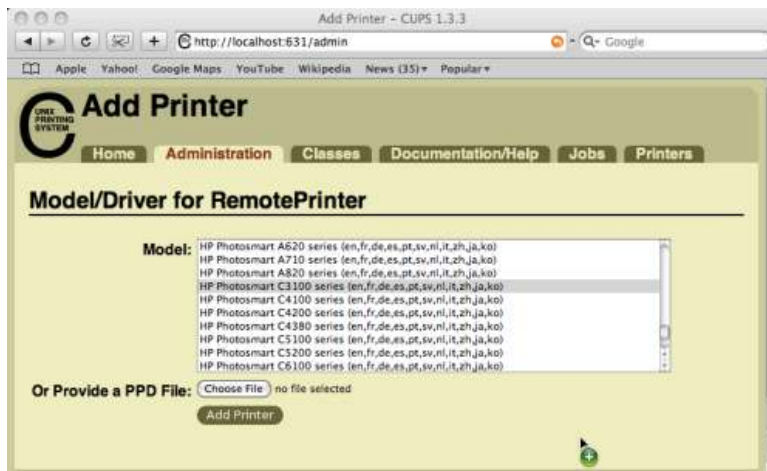 Add Printer - CUPS 1.3.3
http://localhost:631/admin
Google
Apple Yahoo! Google Maps YouTube Wikipedia News (35) Popular
UNIX
PRINTING
SYSTEM
Add Printer
Home Administration Classes Documentation/Help Jobs Printers
Model/Driver for RemotePrinter
Model:
HP Photosmart A620 series (en,fr,de,es,pt,sv,nl,it,zh,ja,ko)
HP Photosmart A710 series (en,fr,de,es,pt,sv,nl,it,zh,ja,ko)
HP Photosmart A820 series (en,fr,de,es,pt,sv,nl,it,zh,ja,ko)
HP Photosmart C3100 series (en,fr,de,es,pt,sv,nl,it,zh,ja,ko)
HP Photosmart C4100 series (en,fr,de,es,pt,sv,nl,it,zh,ja,ko)
HP Photosmart C4200 series (en,fr,de,es,pt,sv,nl,it,zh,ja,ko)
HP Photosmart C4380 series (en,fr,de,es,pt,sv,nl,it,zh,ja,ko)
HP Photosmart C5100 series (en,fr,de,es,pt,sv,nl,it,zh,ja,ko)
HP Photosmart C5200 series (en,fr,de,es,pt,sv,nl,it,zh,ja,ko)
HP Photosmart C6100 series (en,fr,de,es,pt,sv,nl,it,zh,ja,ko)
Or Provide a PPD File: Choose File no file selected
Add Printer